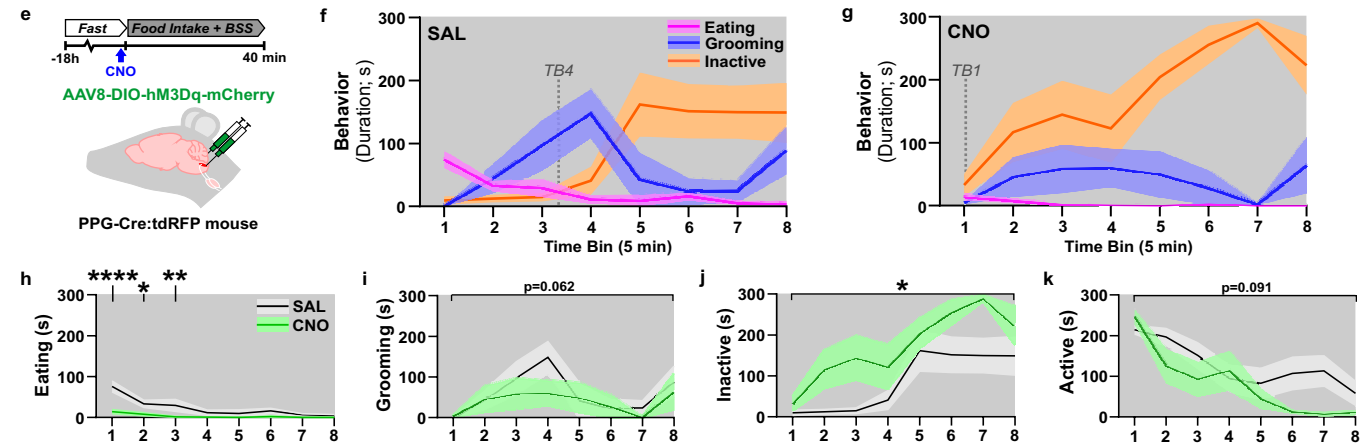 e
Fast
Food Intake + BSS
-18h
40 min
CNO
AAV8-DIO-hM3Dq-mCherry
PPG-Cre:tdRFP mouse
f
SAL
Eating
Grooming
Inactive
TB4
Behavior
(Duration; s)
300
200
100
0
1 2 3 4 5 6 7 8
Time Bin (5 min)
g
CNO
TB1
Behavior
(Duration; s)
300
200
100
0
1 2 3 4 5 6 7 8
Time Bin (5 min)
h
**** * **
SAL
CNO
Eating (s)
300
200
100
0
1 2 3 4 5 6 7 8
i
p=0.062
Grooming (s)
300
200
100
0
1 2 3 4 5 6 7 8
j
*
Inactive (s)
300
200
100
0
1 2 3 4 5 6 7 8
k
p=0.091
Active (s)
300
200
100
0
1 2 3 4 5 6 7 8